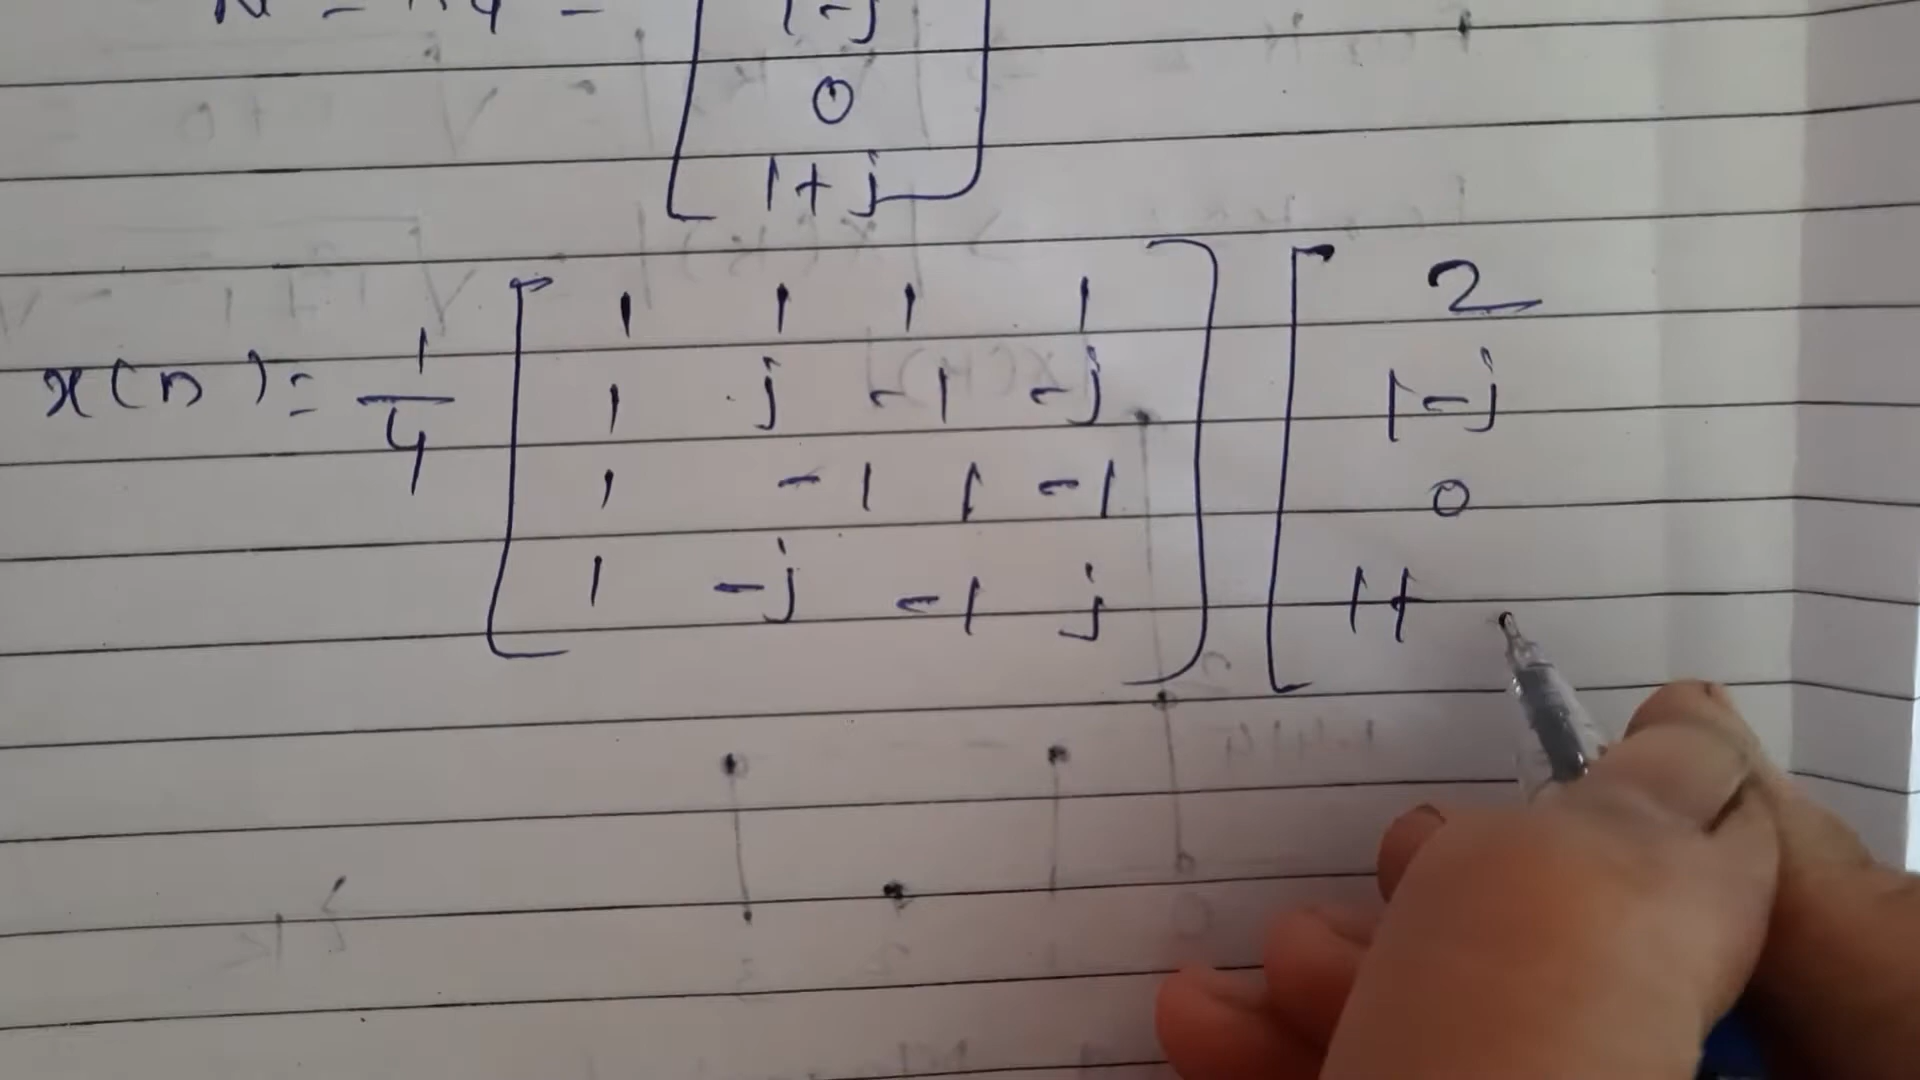 1-j
0
1+j
x(n) = 1/4 [ 1 1 1 1 ] [ 2
1 j -1 -j 1-j
1 -1 1 -1 0
1 -j -1 j 1+